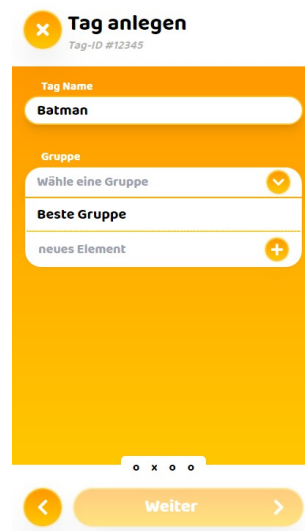 Tag anlegen
Tag-ID #12345
Tag Name
Batman
Gruppe
Wähle eine Gruppe
Beste Gruppe
neues Element
o x o o
Weiter